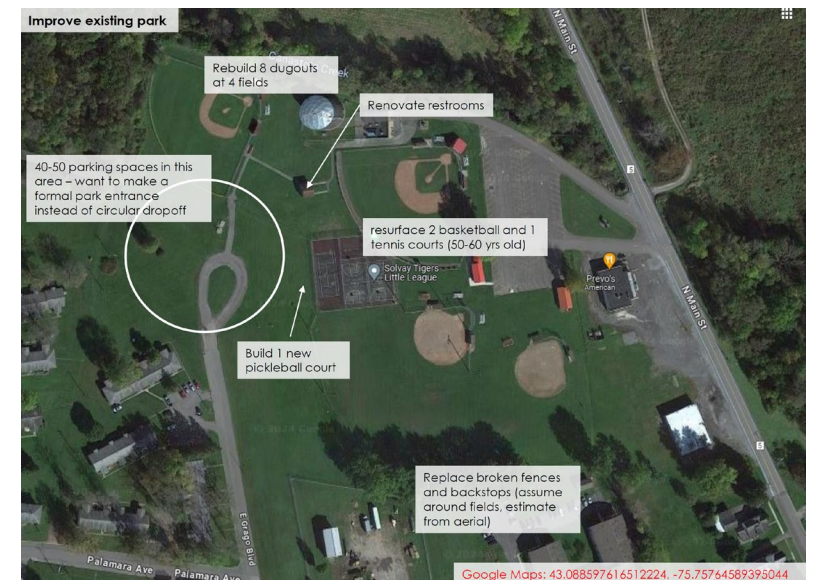 Improve existing park
N Main St
Rebuild 8 dugouts
at 4 fields
Creek
Renovate restrooms
40-50 parking spaces in this
area – want to make a
formal park entrance
instead of circular dropoff
5
resurface 2 basketball and 1
tennis courts (50-60 yrs old)
Solvay Tigers
Little League
Prevo's
American
N Main St
Build 1 new
pickleball court
5
Replace broken fences
and backstops (assume
around fields, estimate
from aerial)
E Grago Blvd
Palamara Ave
Palamara Ave
Google Maps: 43.088597616512224, -75.75764589395044